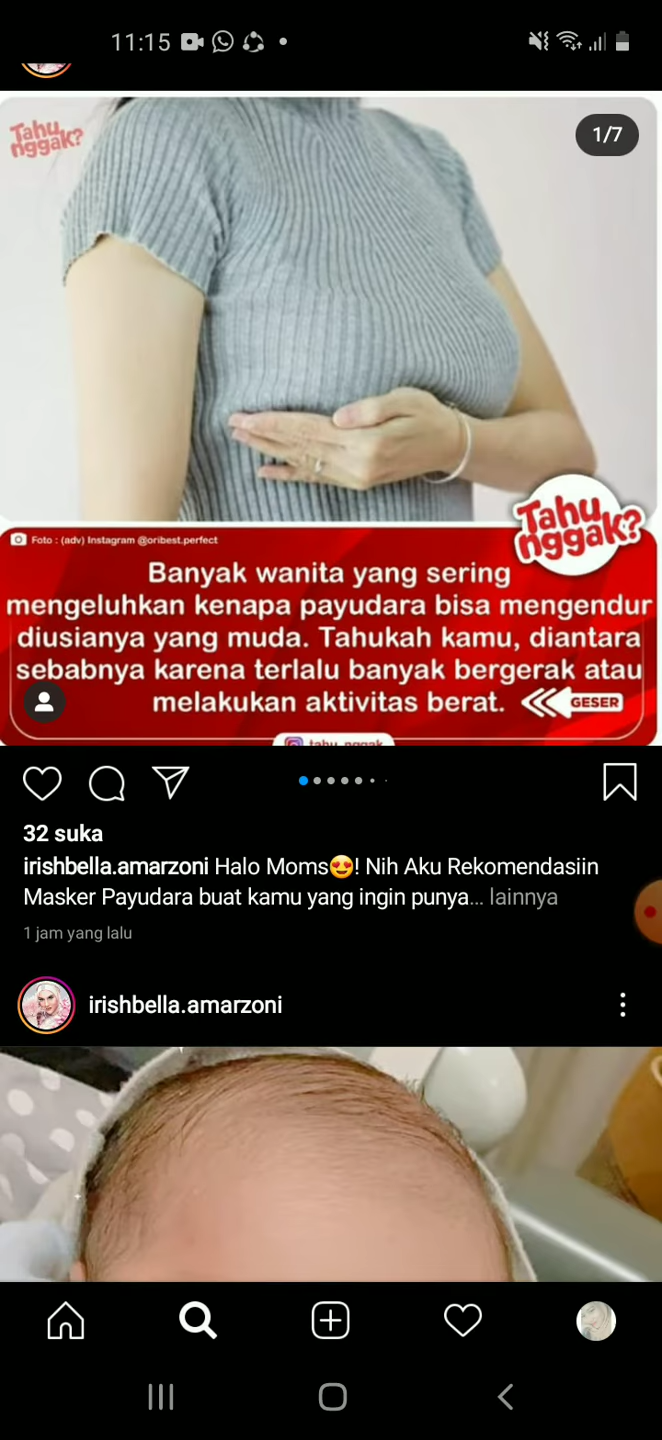 11:15
Tahu
nggak?
1/7
Tahu
nggak?
Foto : (adv) Instagram @oribest.perfect
Banyak wanita yang sering
mengeluhkan kenapa payudara bisa mengendur
diusianya yang muda. Tahukah kamu, diantara
sebabnya karena terlalu banyak bergerak atau
melakukan aktivitas berat.
GESER
tahu_nggak
32 suka
irishbella.amarzoni Halo Moms😍! Nih Aku Rekomendasiin
Masker Payudara buat kamu yang ingin punya... lainnya
1 jam yang lalu
irishbella.amarzoni